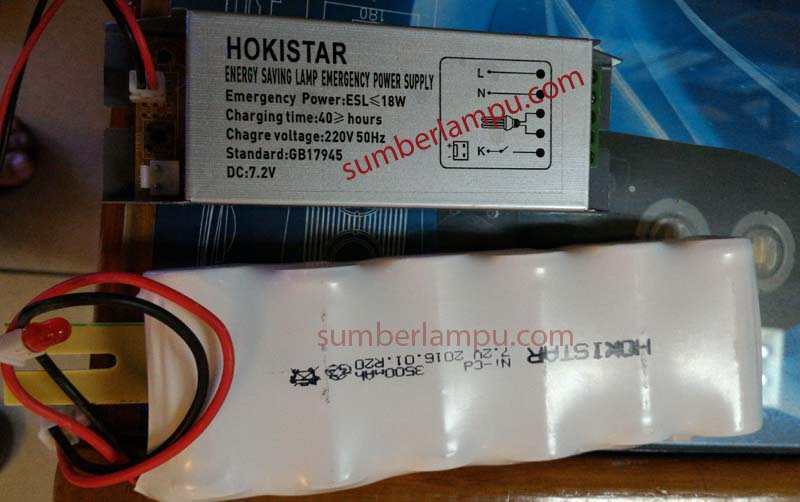 180
HOKISTAR
ENERGY SAVING LAMP EMERGENCY POWER SUPPLY
Emergency Power:ESL≤18W
Charging time:40≥hours
Chagre voltage:220V 50Hz
Standard:GB17945
DC:7.2V
L
N
K
+
-
sumberlampu.com
sumberlampu.com
HOKISTAR
Ni-Cd
7.2V 2016.01.R20
3500mAh